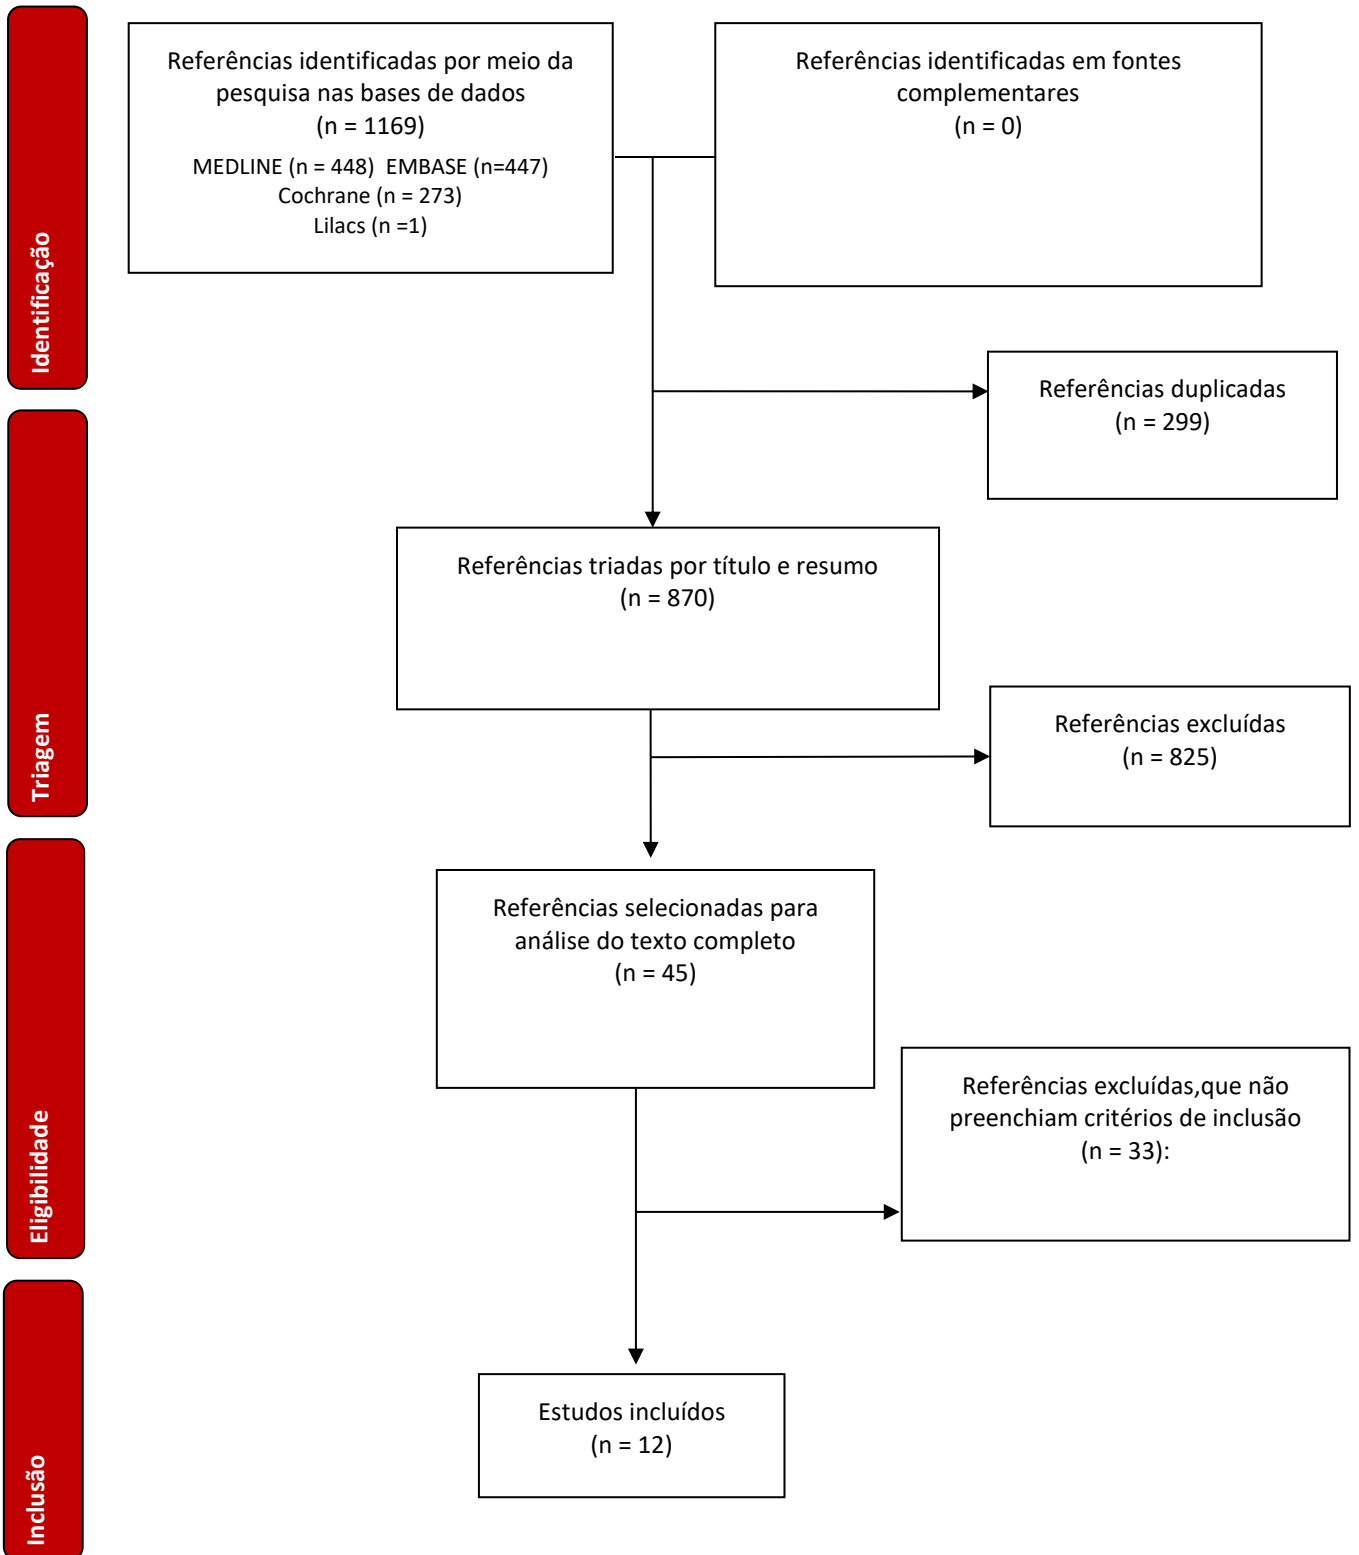 Identificação
Referências identificadas por meio da
pesquisa nas bases de dados
(n = 1169)
MEDLINE (n = 448)  EMBASE (n=447)
Cochrane (n = 273)
Lilacs (n =1)
Referências identificadas em fontes
complementares
(n = 0)
Referências duplicadas
(n = 299)
Triagem
Referências triadas por título e resumo
(n = 870)
Referências excluídas
(n = 825)
Eligibilidade
Referências selecionadas para
análise do texto completo
(n = 45)
Referências excluídas,que não
preenchiam critérios de inclusão
(n = 33):
Inclusão
Estudos incluídos
(n = 12)